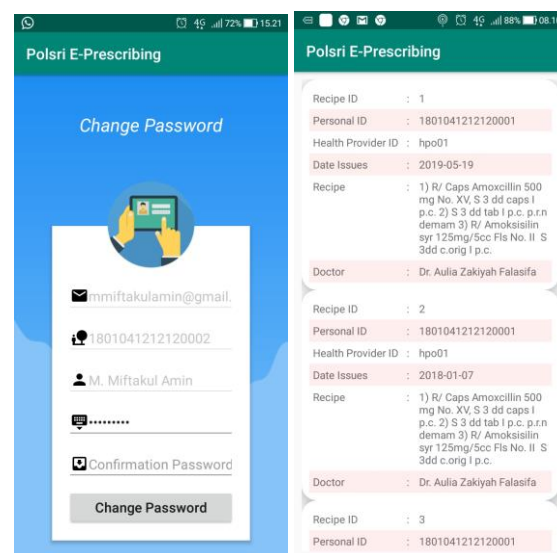 4G 72% 15.21
Polsri E-Prescribing
Change Password
mmiftakulamin@gmail.
1801041212120002
M. Miftakul Amin
•••••••••
Confirmation Password
Change Password
4G 88% 08.1
Polsri E-Prescribing
Recipe ID : 1
Personal ID : 1801041212120001
Health Provider ID : hpo01
Date Issues : 2019-05-19
Recipe : 1) R/ Caps Amoxcillin 500
mg No. XV, S 3 dd caps I
p.c. 2) S 3 dd tab I p.c. p.r.n
demam 3) R/ Amoksisilin
syr 125mg/5cc Fls No. II S
3dd c.orig I p.c.
Doctor : Dr. Aulia Zakiyah Falasifa
Recipe ID : 2
Personal ID : 1801041212120001
Health Provider ID : hpo01
Date Issues : 2018-01-07
Recipe : 1) R/ Caps Amoxcillin 500
mg No. XV, S 3 dd caps I
p.c. 2) S 3 dd tab I p.c. p.r.n
demam 3) R/ Amoksisilin
syr 125mg/5cc Fls No. II S
3dd c.orig I p.c.
Doctor : Dr. Aulia Zakiyah Falasifa
Recipe ID : 3
Personal ID : 1801041212120001